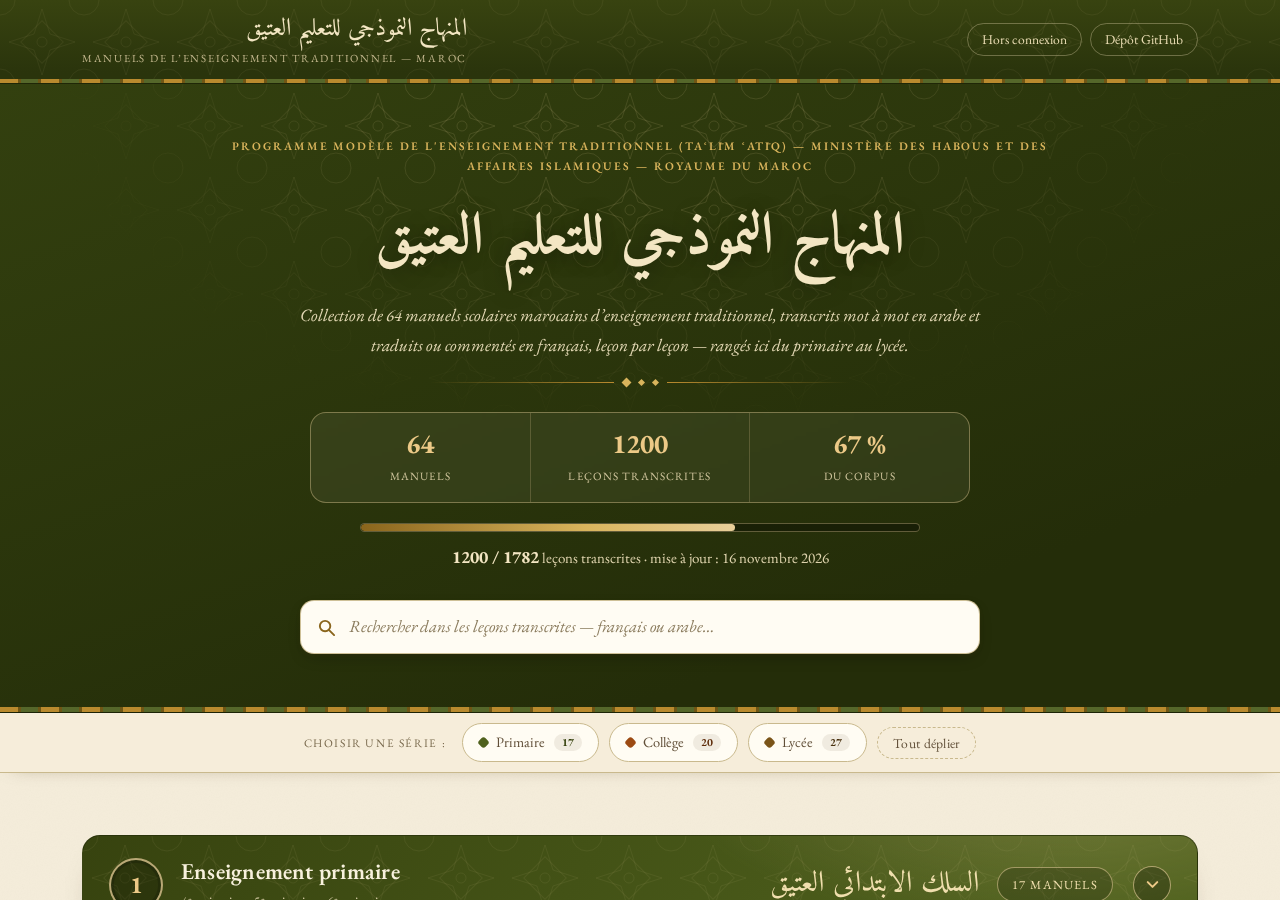 المنهاج النموذجي للتعليم العتيق
MANUELS DE L’ENSEIGNEMENT TRADITIONNEL — MAROC
Hors connexion
Dépôt GitHub
PROGRAMME MODÈLE DE L’ENSEIGNEMENT TRADITIONNEL (TAʿLĪM ʿATĪQ) — MINISTÈRE DES HABOUS ET DES
AFFAIRES ISLAMIQUES — ROYAUME DU MAROC
المنهاج النموذجي للتعليم العتيق
Collection de 64 manuels scolaires marocains d’enseignement traditionnel, transcrits mot à mot en arabe et
traduits ou commentés en français, leçon par leçon — rangés ici du primaire au lycée.
64
MANUELS
1200
LEÇONS TRANSCRITES
67 %
DU CORPUS
1200 / 1782 leçons transcrites · mise à jour : 16 novembre 2026
Rechercher dans les leçons transcrites — français ou arabe…
CHOISIR UNE SÉRIE :
Primaire 17
Collège 20
Lycée 27
Tout déplier
1
Enseignement primaire
السلك الابتدائي العتيق
17 MANUELS